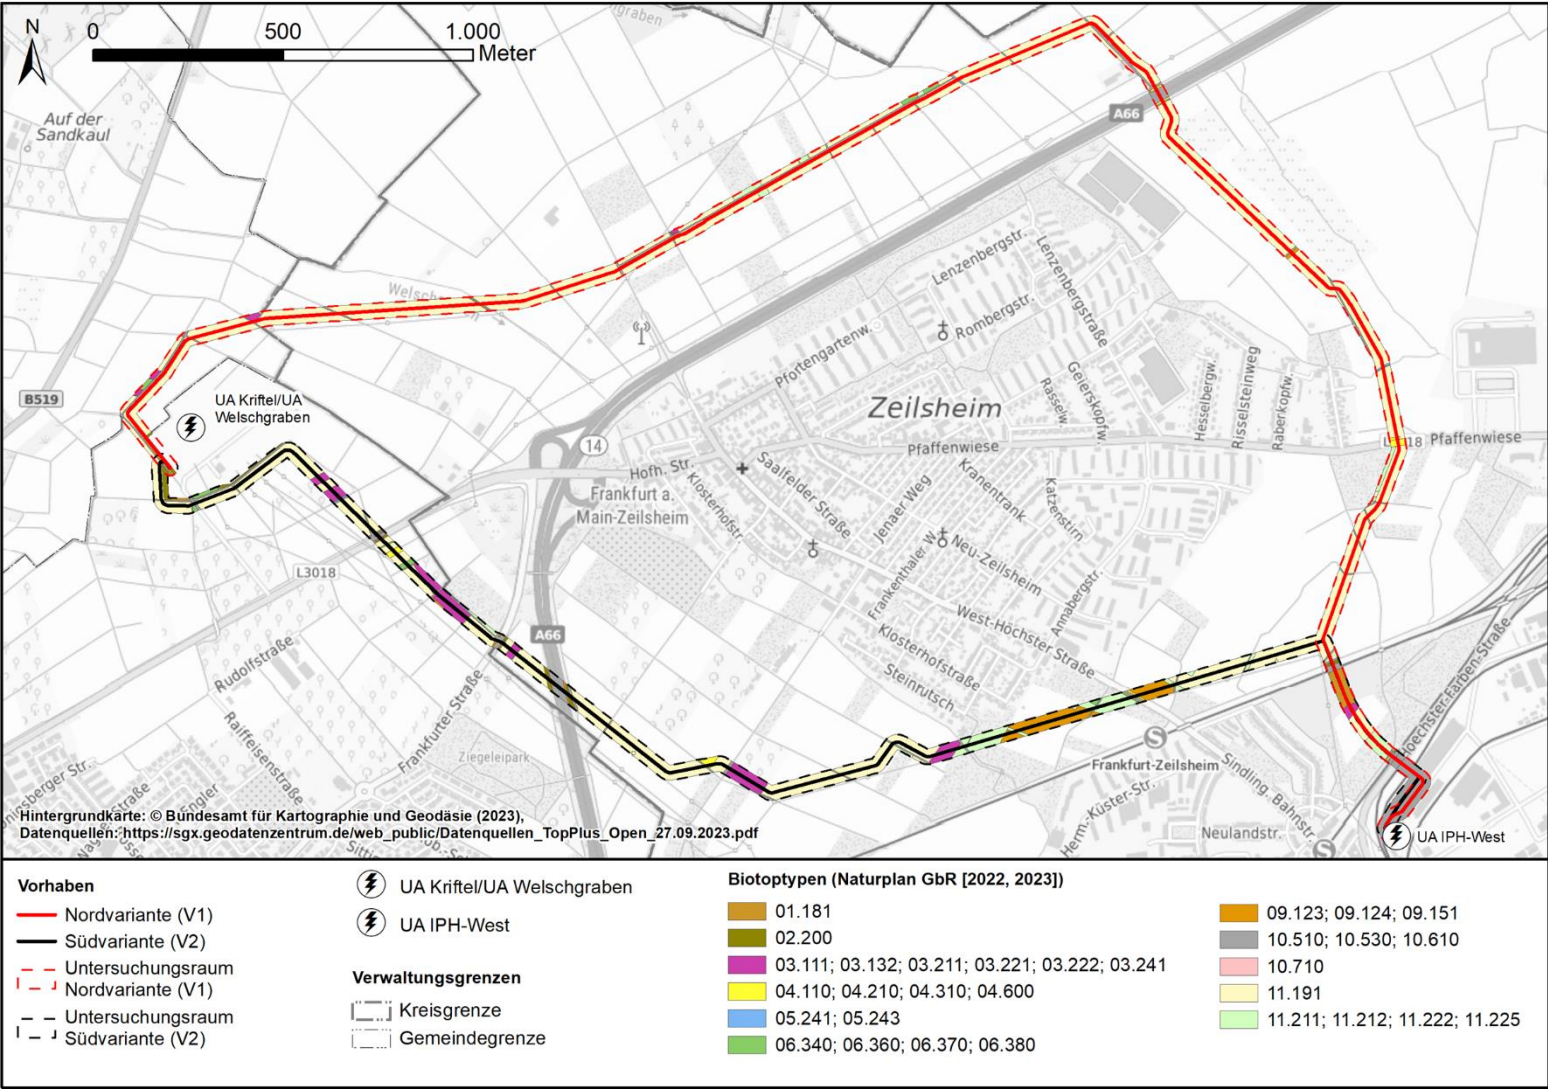 N
0 500 1.000
Meter
graben
Auf der
Sandkaul
A66
B519
Welsch
UA Kriftel/UA
Welschgraben
Lenzenbergstr.
Lenzenbergstraße
Rombergstr.
Pfortengartenw.
Geierskopfw.
Rasselw.
Hesselbergw.
Risselsteinweg
Raberkopfw.
Zeilsheim
14
Pfaffenwiese
Pfaffenwiese
Hofh. Str.
Frankfurt a.
Main-Zeilsheim
Klosterhofstr.
Saalfelder Straße
Jenaer Weg
Kranentrank
Katzenstirn
Neu-Zeilsheim
Frankenthaler W.
Annabergstr.
West-Höchster Straße
Klosterhofstraße
Steinrutsch
L3018
A66
Rudolfstraße
Raiffeisenstraße
Frankfurter Straße
Ziegeleipark
Frankfurt-Zeilsheim
S
Sindling. Bahnstr.
Herm.-Küster-Str.
Neulandstr.
S
UA IPH-West
Hintergrundkarte: © Bundesamt für Kartographie und Geodäsie (2023),
Datenquellen: https://sgx.geodatenzentrum.de/web_public/Datenquellen_TopPlus_Open_27.09.2023.pdf
Vorhaben
Nordvariante (V1)
Südvariante (V2)
Untersuchungsraum
Nordvariante (V1)
Untersuchungsraum
Südvariante (V2)
UA Kriftel/UA Welschgraben
UA IPH-West
Verwaltungsgrenzen
Kreisgrenze
Gemeindegrenze
Biotoptypen (Naturplan GbR [2022, 2023])
01.181
02.200
03.111; 03.132; 03.211; 03.221; 03.222; 03.241
04.110; 04.210; 04.310; 04.600
05.241; 05.243
06.340; 06.360; 06.370; 06.380
09.123; 09.124; 09.151
10.510; 10.530; 10.610
10.710
11.191
11.211; 11.212; 11.222; 11.225